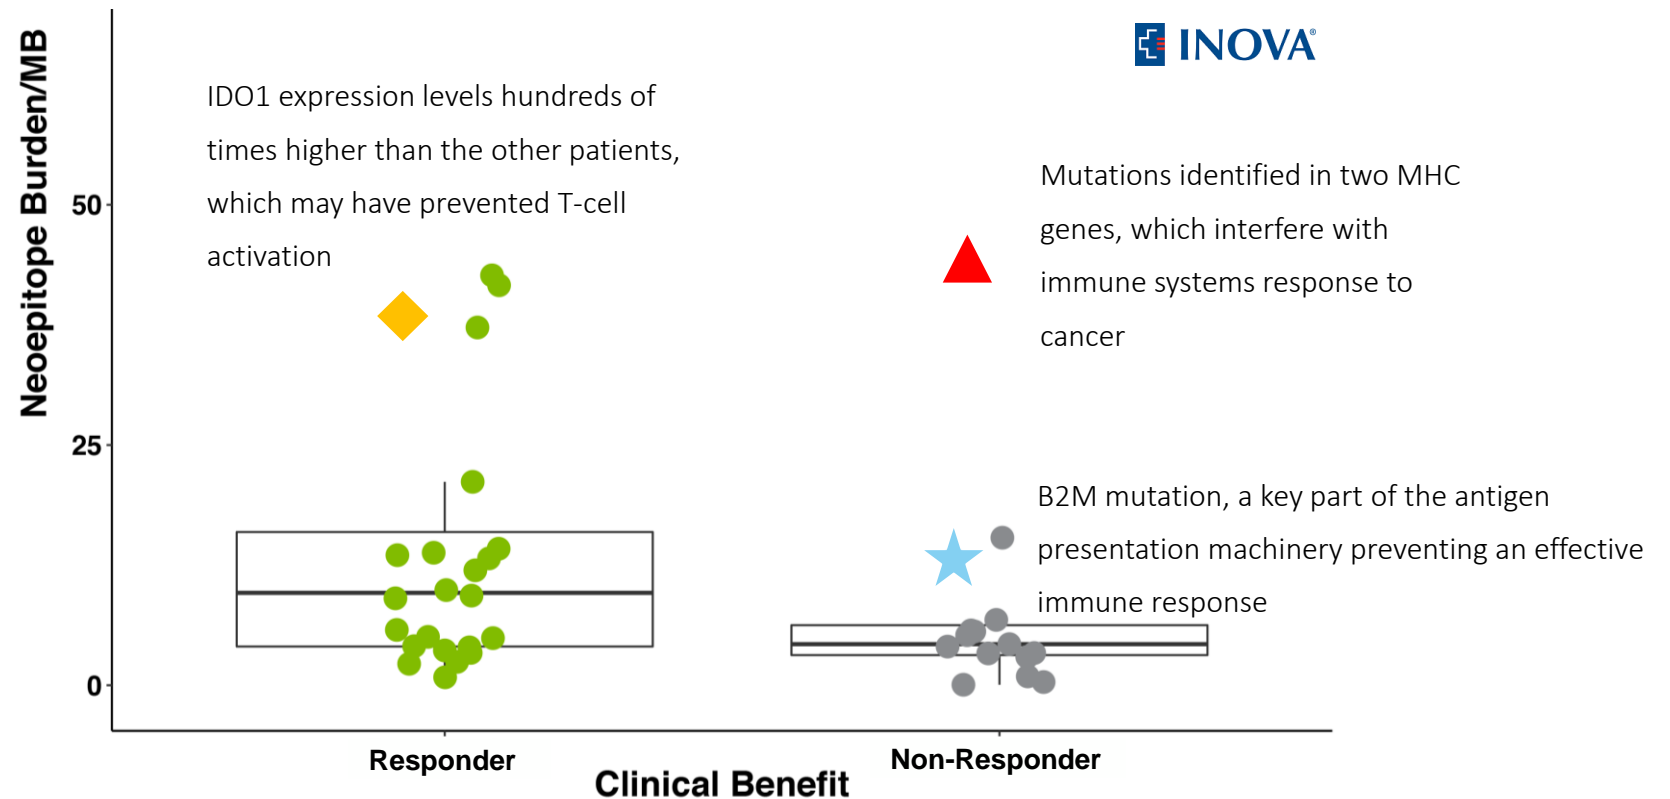 INOVA®
Neoepitope Burden/MB
IDO1 expression levels hundreds of
times higher than the other patients,
which may have prevented T-cell
activation
Mutations identified in two MHC
genes, which interfere with
immune systems response to
cancer
B2M mutation, a key part of the antigen
presentation machinery preventing an effective
immune response
50
25
0
Responder
Non-Responder
Clinical Benefit